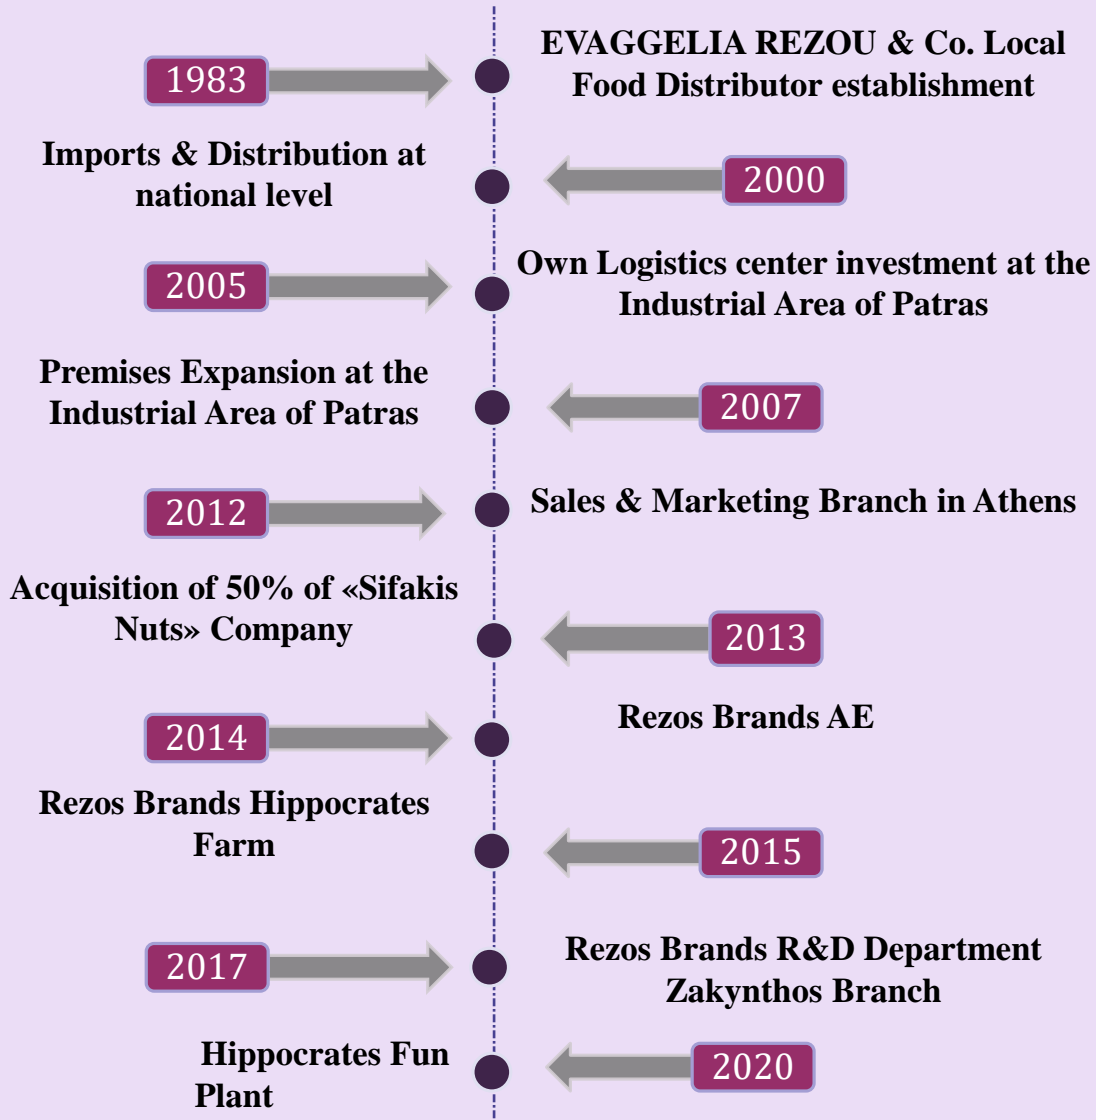 1983
EVAGGELIA REZOU & Co. Local
Food Distributor establishment
Imports & Distribution at
national level
2000
2005
Own Logistics center investment at the
Industrial Area of Patras
Premises Expansion at the
Industrial Area of Patras
2007
2012
Sales & Marketing Branch in Athens
Acquisition of 50% of «Sifakis
Nuts» Company
2013
2014
Rezos Brands AE
Rezos Brands Hippocrates
Farm
2015
2017
Rezos Brands R&D Department
Zakynthos Branch
Hippocrates Fun
Plant
2020